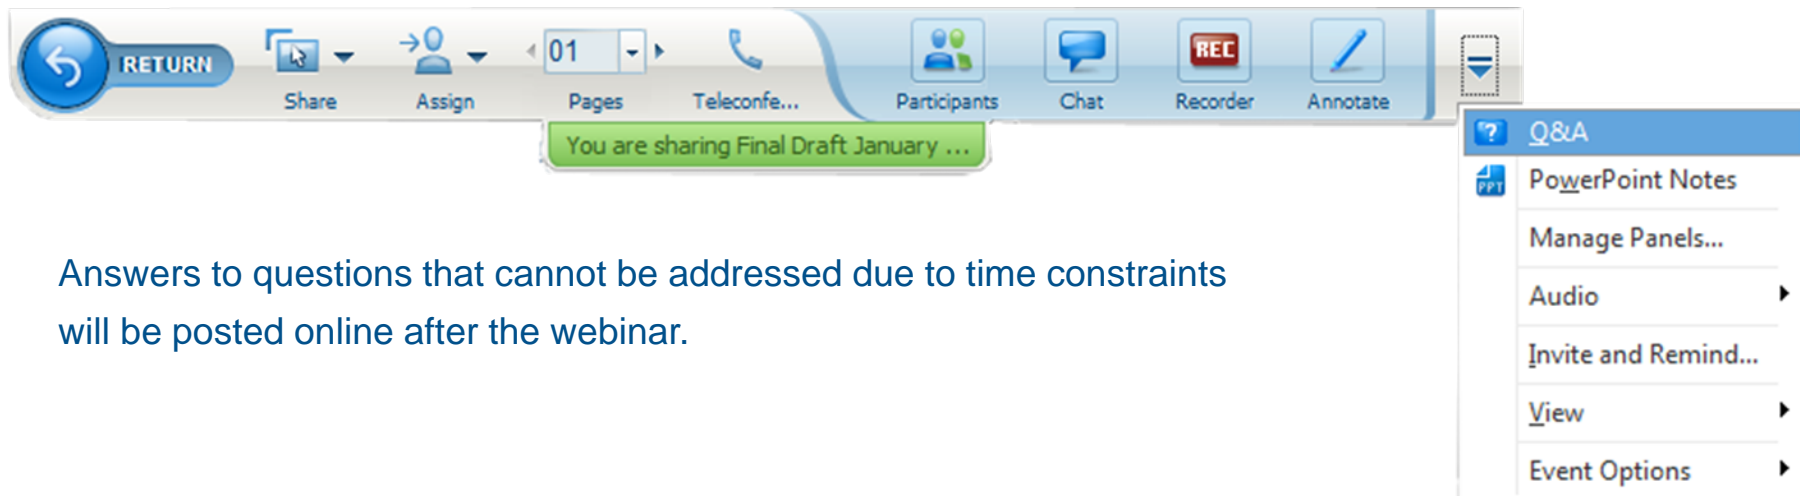 RETURN
Share
Assign
01
Pages
Teleconfe...
Participants
Chat
REC
Recorder
Annotate
You are sharing Final Draft January ...
?
Q&A
PPT
PowerPoint Notes
Manage Panels...
Audio
Invite and Remind...
View
Event Options
Answers to questions that cannot be addressed due to time constraints
will be posted online after the webinar.